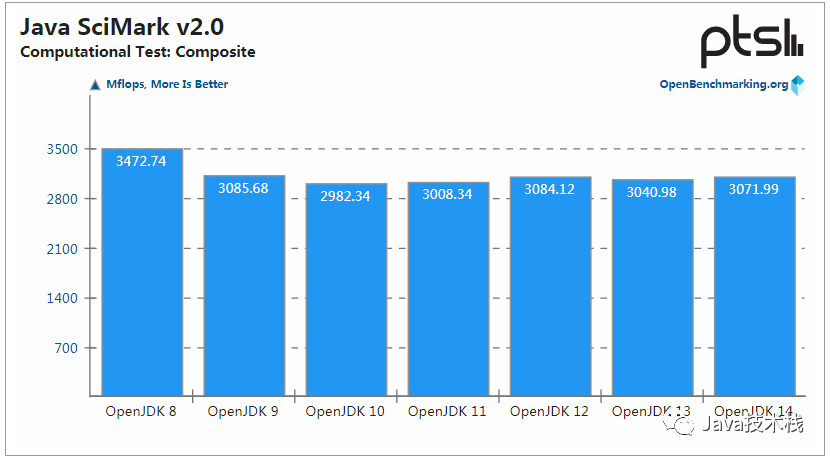 Java SciMark v2.0
Computational Test: Composite
ptsl
Mflops, More Is Better
OpenBenchmarking.org
3500
2800
2100
1400
700
3472.74
3085.68
2982.34
3008.34
3084.12
3040.98
3071.99
OpenJDK 8
OpenJDK 9
OpenJDK 10
OpenJDK 11
OpenJDK 12
OpenJDK 13
OpenJDK 14
Java技术栈